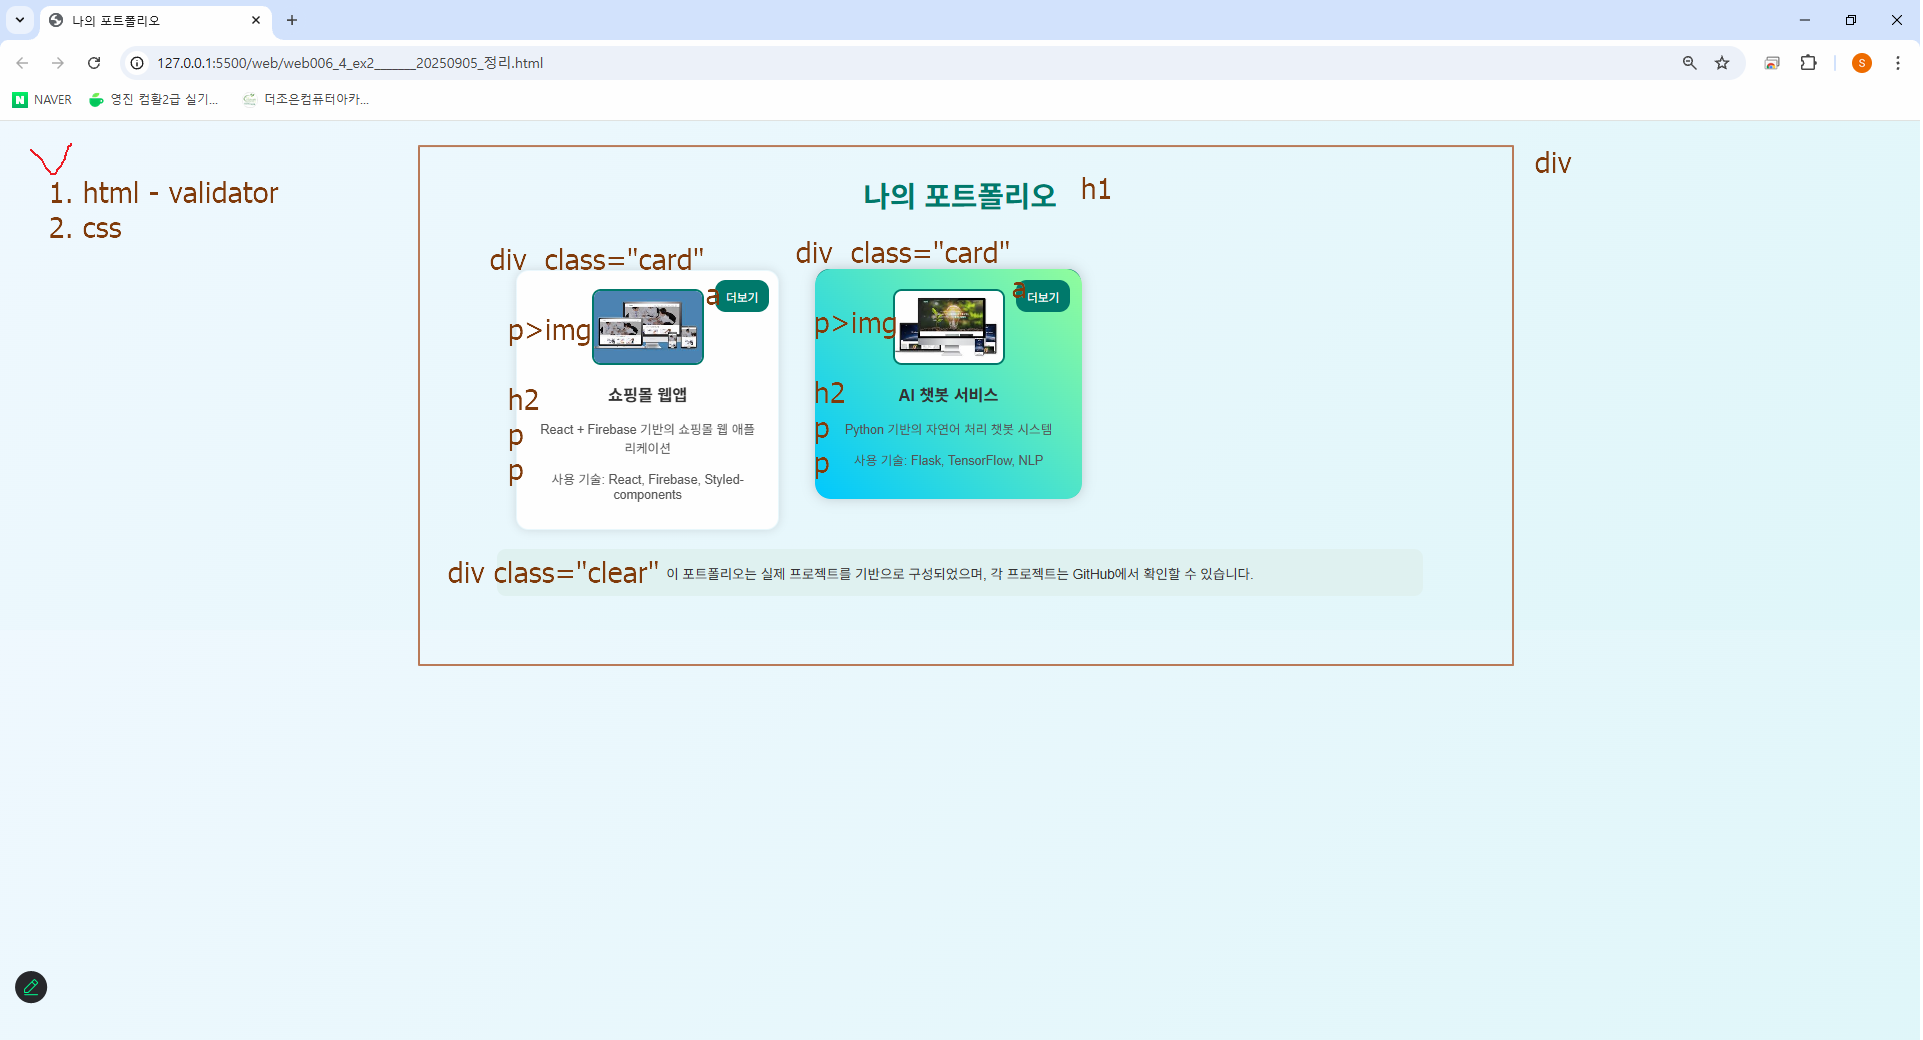 나의 포트폴리오
127.0.0.1:5500/web/web006_4_ex2______20250905_정리.html
S
N NAVER
영진 컴활2급 실기...
더조은컴퓨터아카...
1. html - validator
2. css
div
나의 포트폴리오 h1
div class="card"
div class="card"
a 더보기
p>img
h2 쇼핑몰 웹앱
p React + Firebase 기반의 쇼핑몰 웹 애플
리케이션
p 사용 기술: React, Firebase, Styled-
components
a 더보기
p>img
h2 AI 챗봇 서비스
p Python 기반의 자연어 처리 챗봇 시스템
p 사용 기술: Flask, TensorFlow, NLP
div class="clear" 이 포트폴리오는 실제 프로젝트를 기반으로 구성되었으며, 각 프로젝트는 GitHub에서 확인할 수 있습니다.